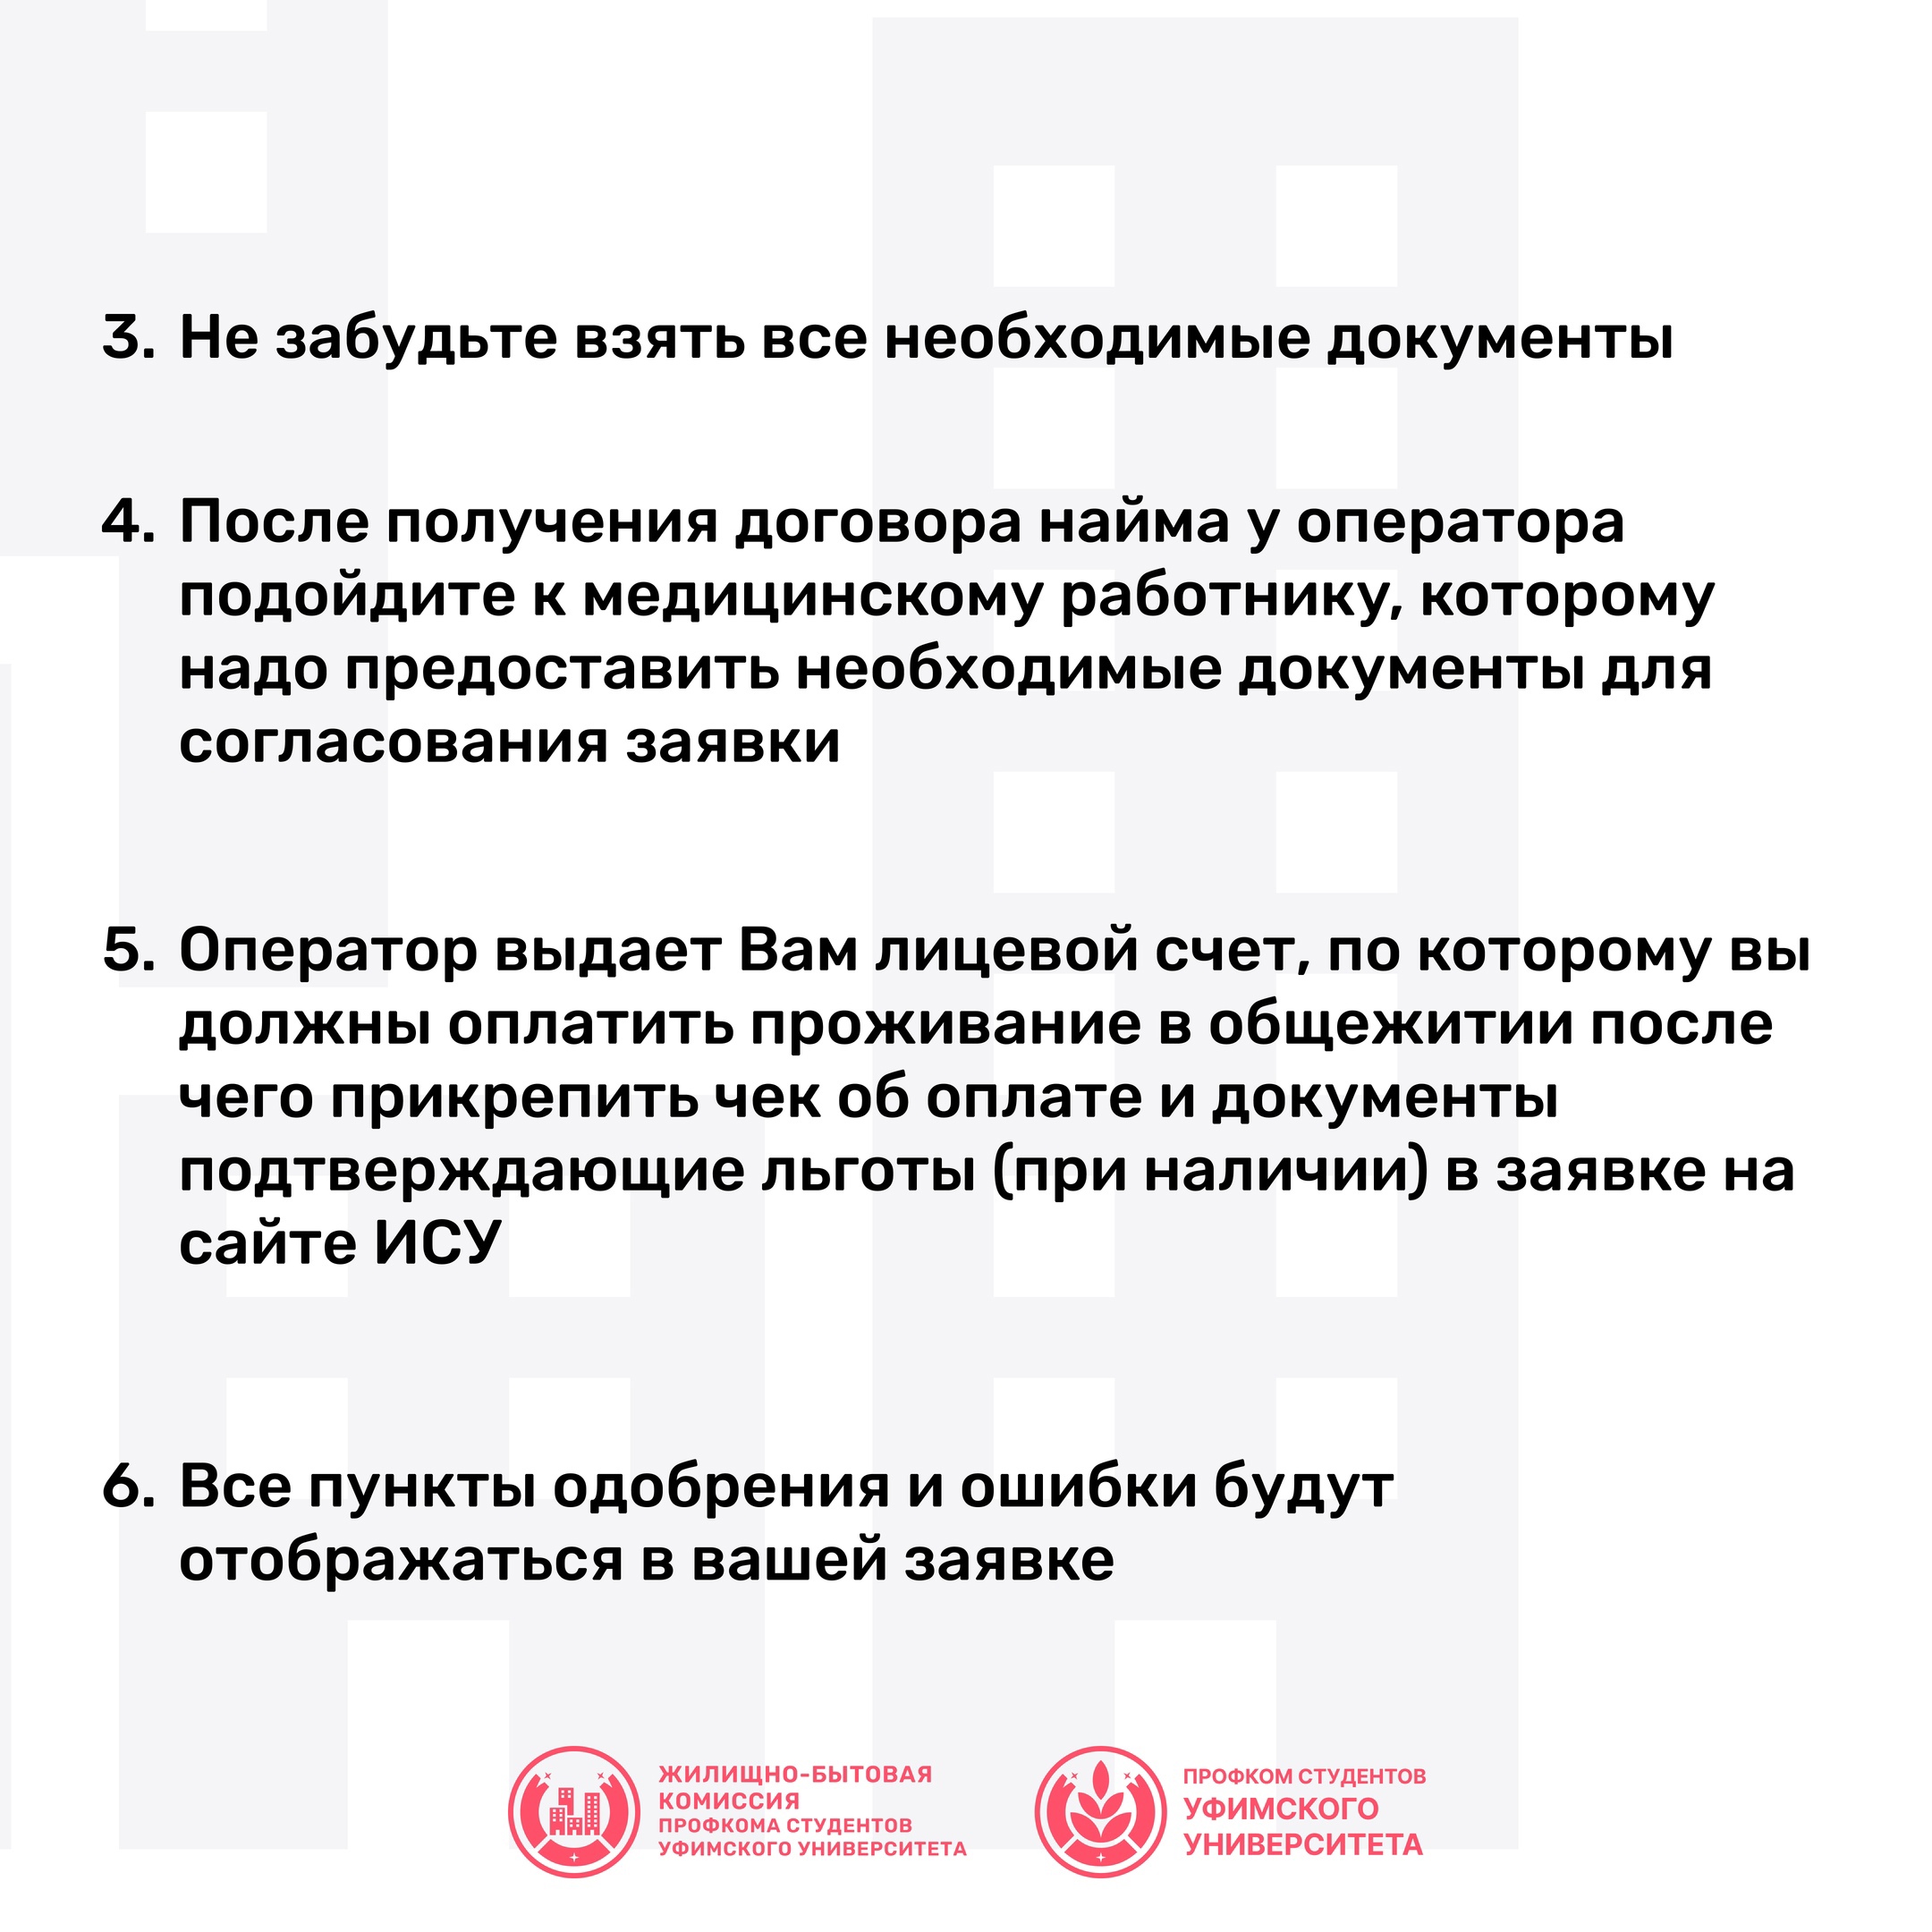 3. Не забудьте взять все необходимые документы
4. После получения договора найма у оператора
подойдите к медицинскому работнику, которому
надо предоставить необходимые документы для
согласования заявки
5. Оператор выдает Вам лицевой счет, по которому вы
должны оплатить проживание в общежитии после
чего прикрепить чек об оплате и документы
подтверждающие льготы (при наличии) в заявке на
сайте ИСУ
6. Все пункты одобрения и ошибки будут
отображаться в вашей заявке
ЖИЛИЩНО-БЫТОВАЯ
КОМИССИЯ
ПРОФКОМА СТУДЕНТОВ
УФИМСКОГО УНИВЕРСИТЕТА
ПРОФКОМ СТУДЕНТОВ
УФИМСКОГО
УНИВЕРСИТЕТА